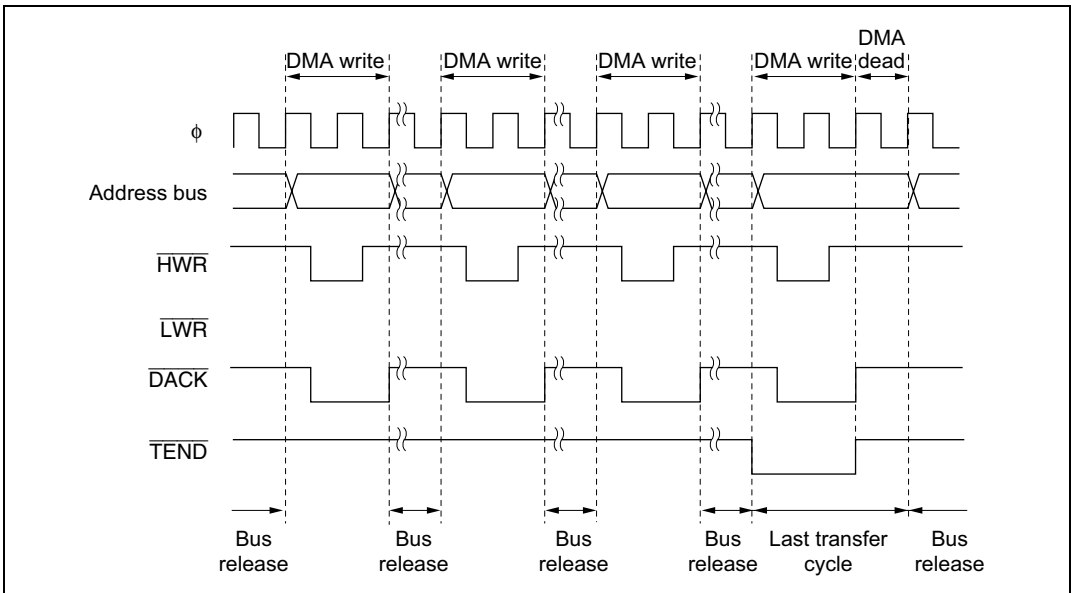 DMA
DMA write DMA write DMA write DMA write dead
ϕ
Address bus
HWR
LWR
DACK
TEND
Bus Bus Bus Bus Last transfer Bus
release release release release cycle release